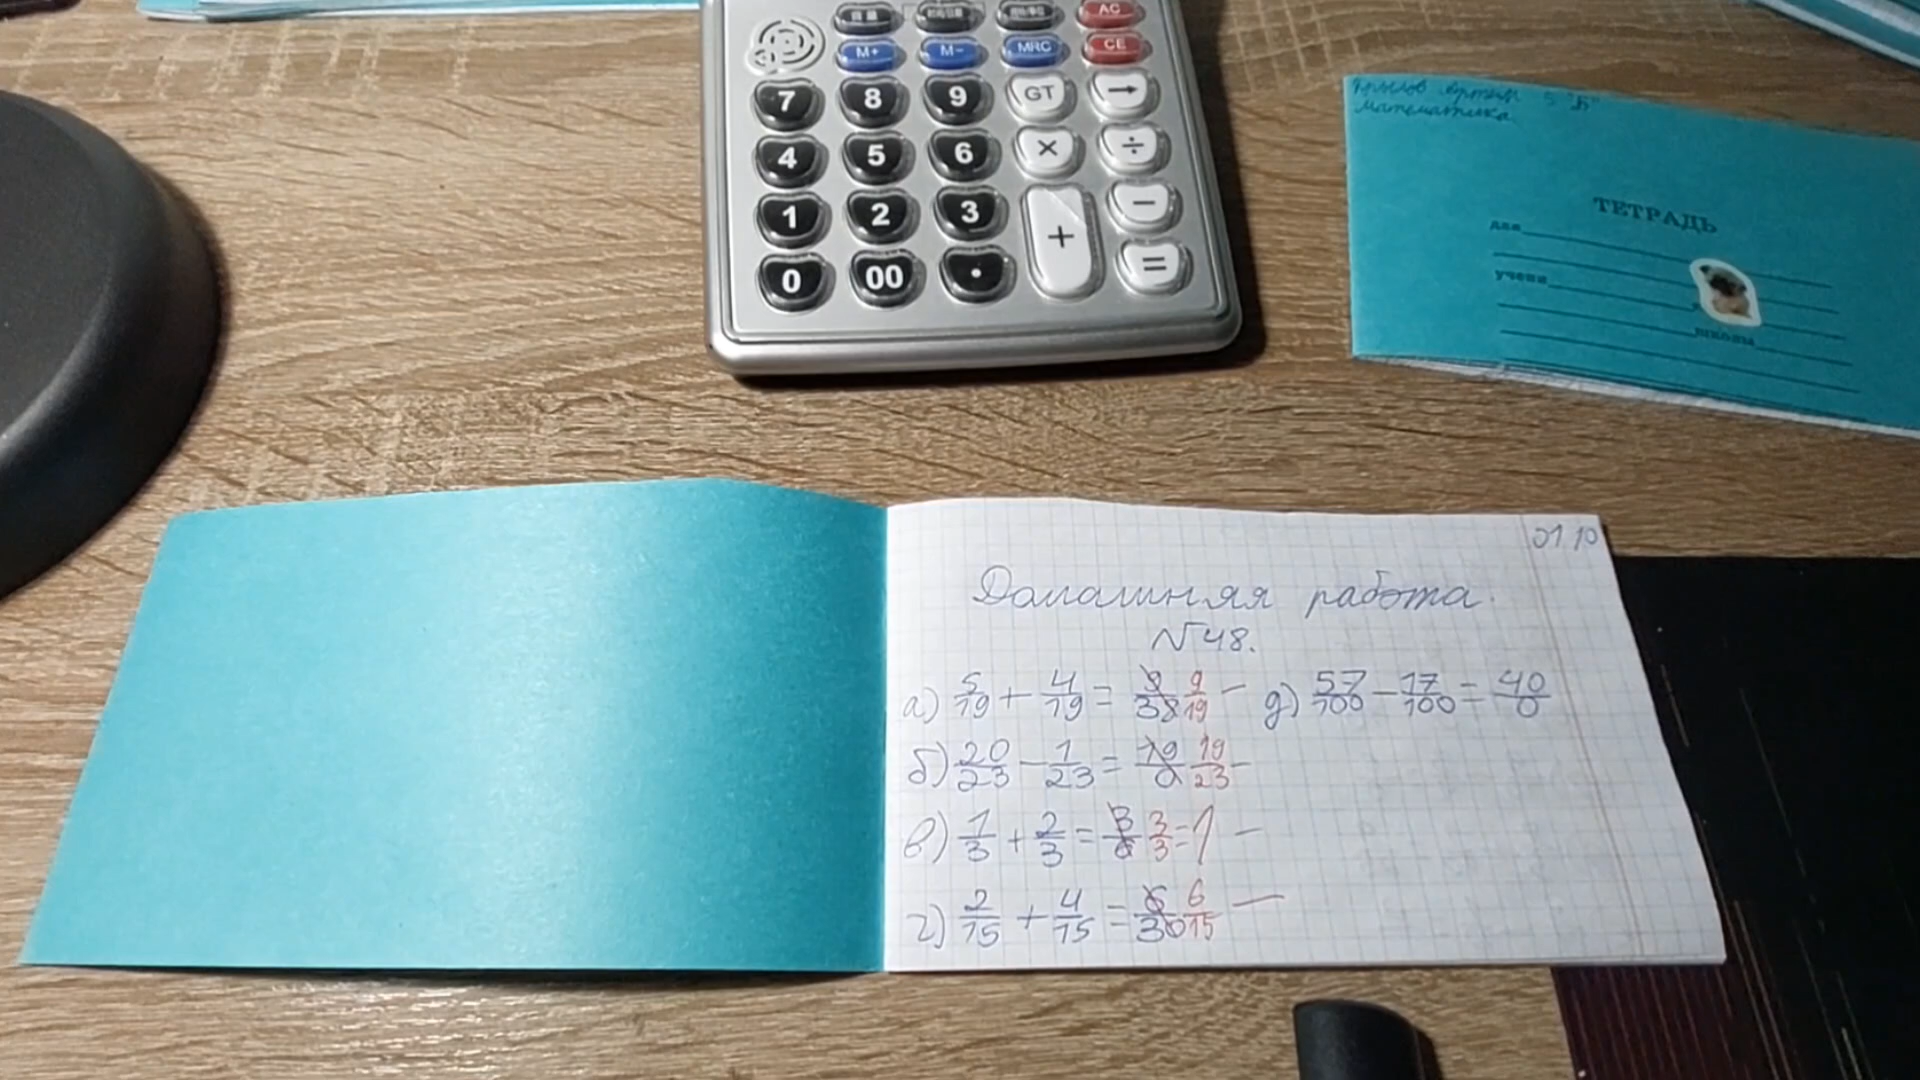 AC
M+ M- MRC CE
7 8 9 GT →
4 5 6 × ÷
1 2 3 + −
0 00 • =
5 "Б"
Математика
ТЕТРАДЬ
для
учени
школы
01.10
Домашняя работа.
№48.
а) 5/19 + 4/19 = 9/38 9/19 −
д) 57/100 − 17/100 = 40/0
б) 20/23 − 1/23 = 19/0 19/23 −
в) 1/3 + 2/3 = 3/6 3/3 = 1 −
г) 2/15 + 4/15 = 6/30 6/15 −